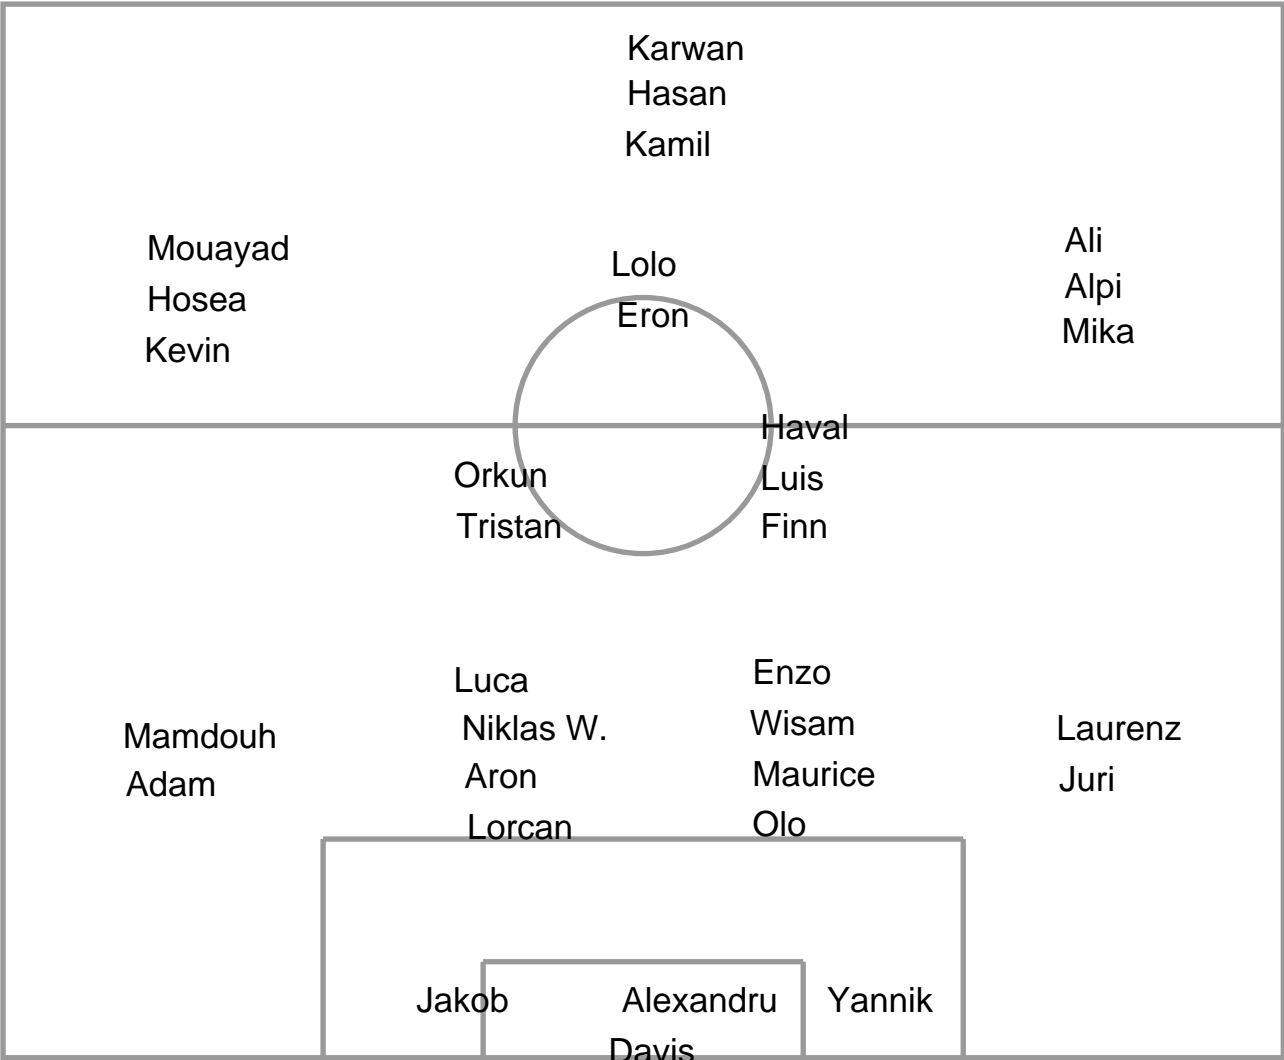 Karwan
Hasan
Kamil
Mouayad
Hosea
Kevin
Lolo
Eron
Ali
Alpi
Mika
Orkun
Tristan
Haval
Luis
Finn
Mamdouh
Adam
Luca
Niklas W.
Aron
Lorcan
Enzo
Wisam
Maurice
Olo
Laurenz
Juri
Jakob
Alexandru
Yannik
Davis